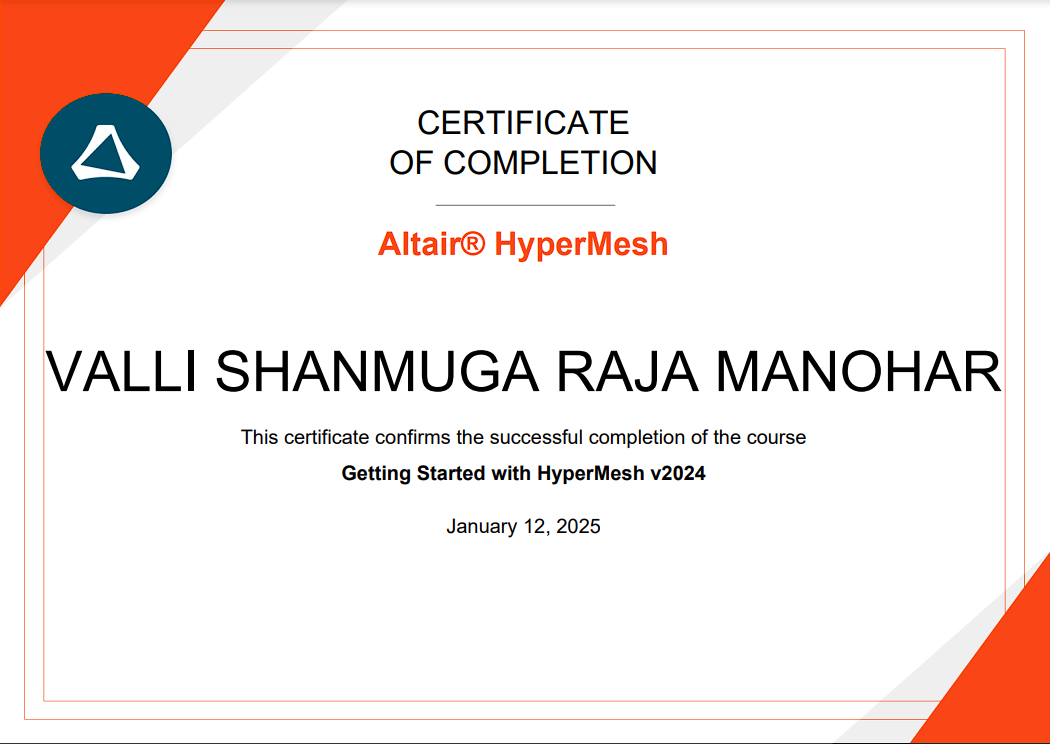 CERTIFICATE
OF COMPLETION
Altair® HyperMesh
VALLI SHANMUGA RAJA MANOHAR
This certificate confirms the successful completion of the course
Getting Started with HyperMesh v2024
January 12, 2025